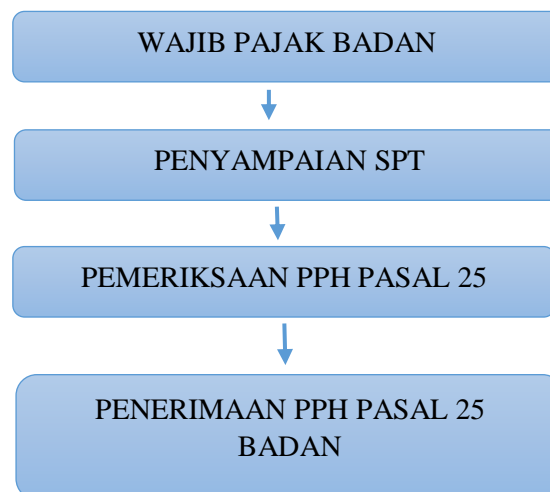 WAJIB PAJAK BADAN
PENYAMPAIAN SPT
PEMERIKSAAN PPH PASAL 25
PENERIMAAN PPH PASAL 25
BADAN